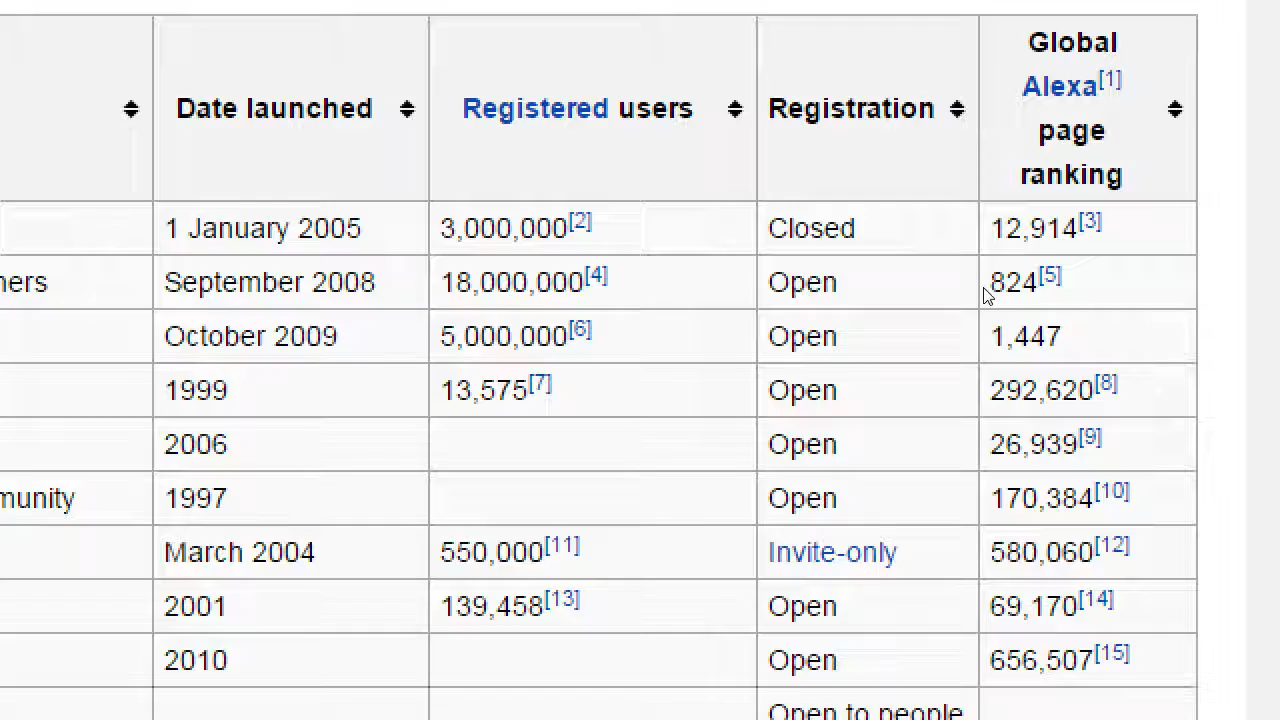 Date launched Registered users Registration Global Alexa[1] page ranking
1 January 2005 3,000,000[2] Closed 12,914[3]
ners September 2008 18,000,000[4] Open 824[5]
October 2009 5,000,000[6] Open 1,447
1999 13,575[7] Open 292,620[8]
2006 Open 26,939[9]
munity 1997 Open 170,384[10]
March 2004 550,000[11] Invite-only 580,060[12]
2001 139,458[13] Open 69,170[14]
2010 Open 656,507[15]
Open to people